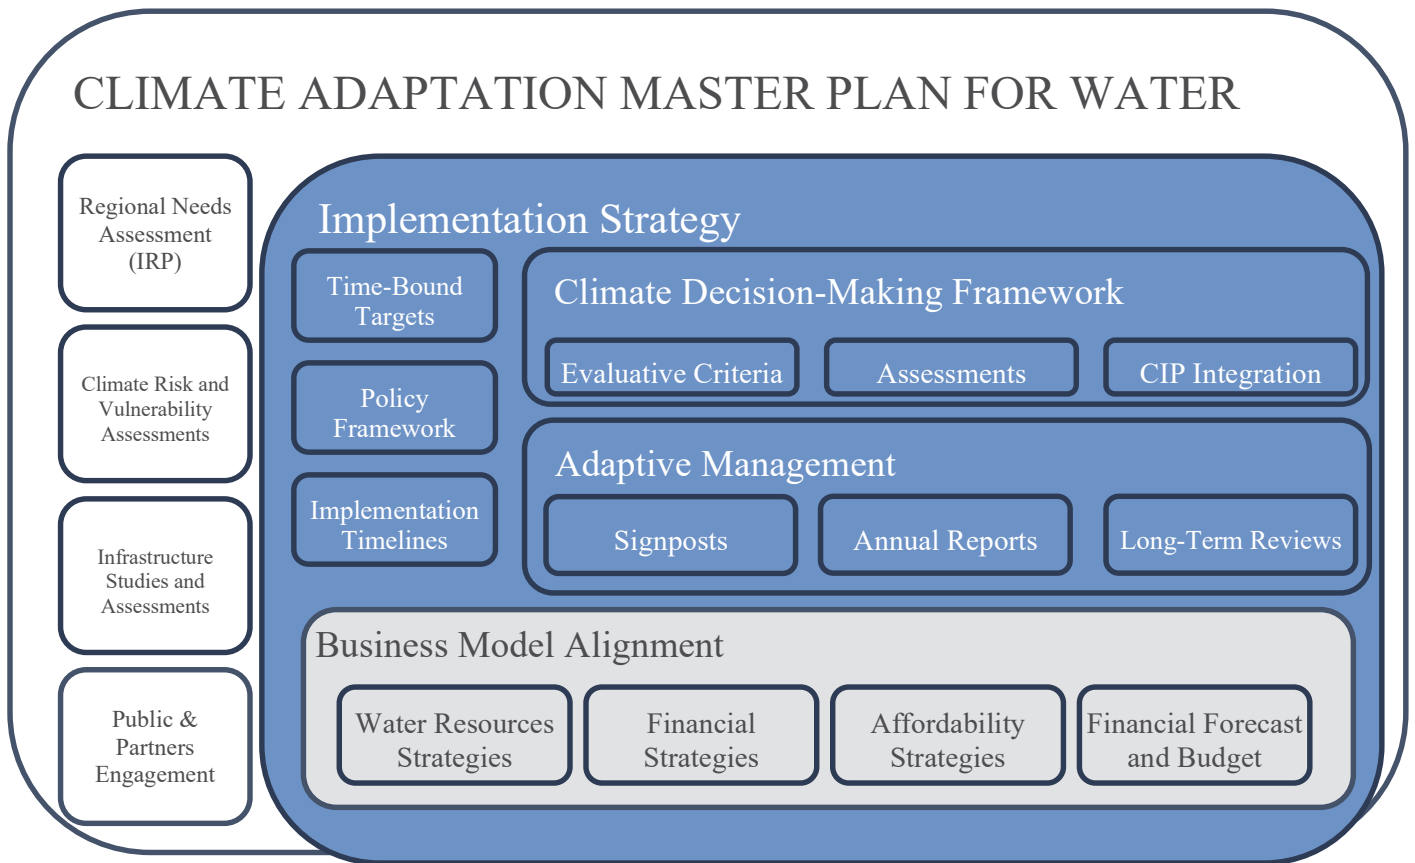 CLIMATE ADAPTATION MASTER PLAN FOR WATER
Regional Needs
Assessment
(IRP)
Climate Risk and
Vulnerability
Assessments
Infrastructure
Studies and
Assessments
Public &
Partners
Engagement
Implementation Strategy
Time-Bound
Targets
Policy
Framework
Implementation
Timelines
Climate Decision-Making Framework
Evaluative Criteria
Assessments
CIP Integration
Adaptive Management
Signposts
Annual Reports
Long-Term Reviews
Business Model Alignment
Water Resources
Strategies
Financial
Strategies
Affordability
Strategies
Financial Forecast
and Budget